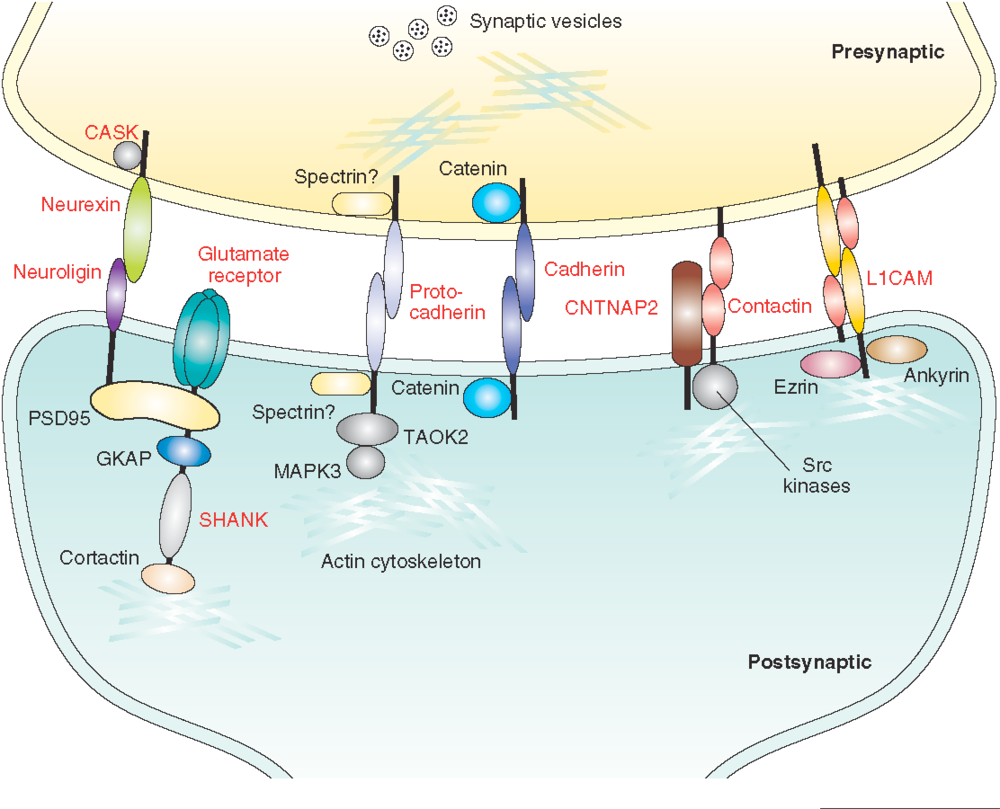 Synaptic vesicles
Presynaptic
CASK
Spectrin?
Catenin
Neurexin
Glutamate
receptor
Neuroligin
Proto-
cadherin
Cadherin
CNTNAP2
Contactin
L1CAM
Ezrin
Ankyrin
PSD95
Spectrin?
Catenin
TAOK2
GKAP
MAPK3
Src
kinases
SHANK
Cortactin
Actin cytoskeleton
Postsynaptic